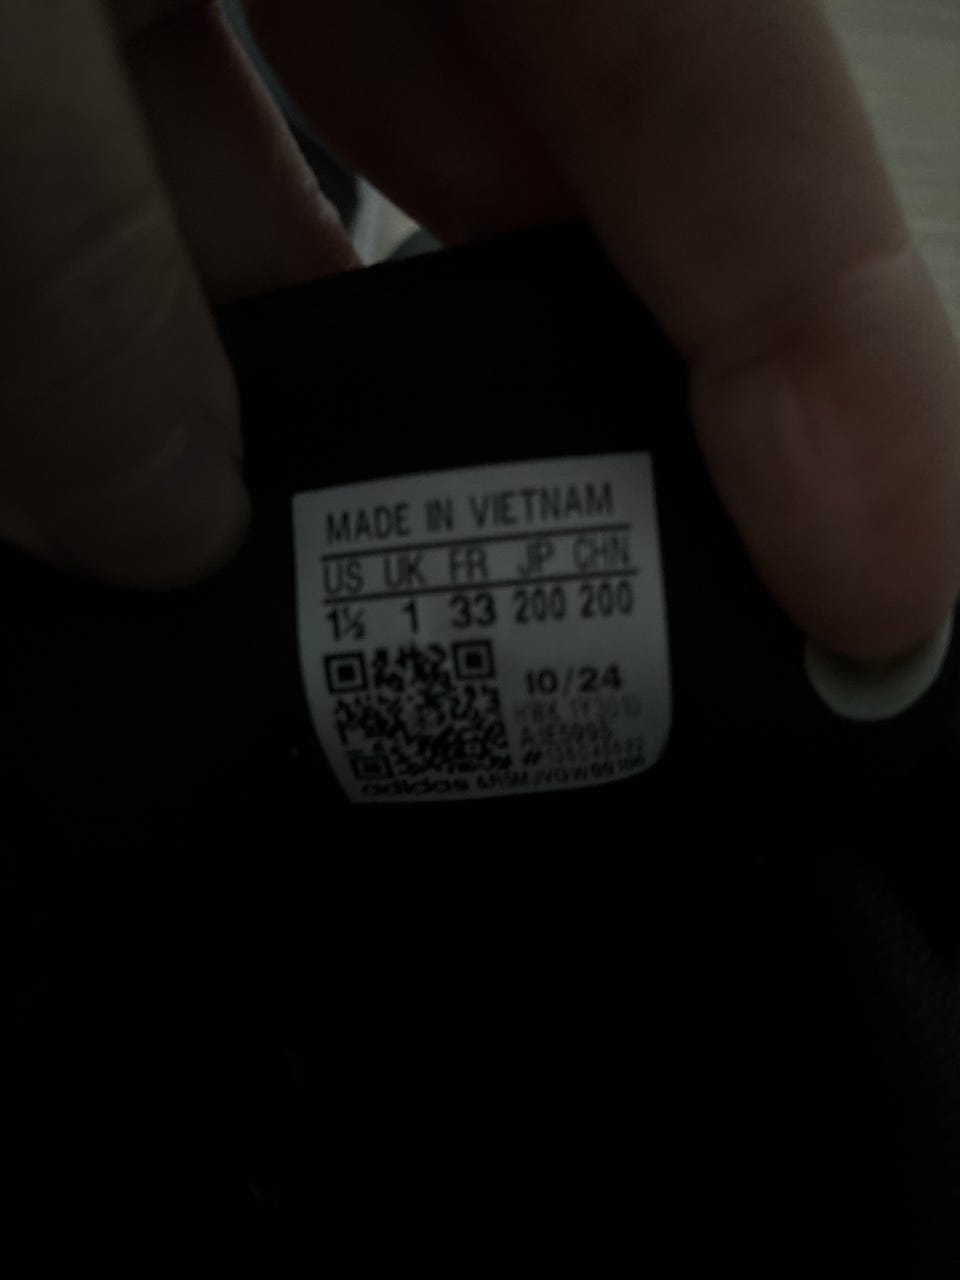 MADE IN VIETNAM
US UK FR JP CHN
1½ 1 33 200 200
10/24
adidas